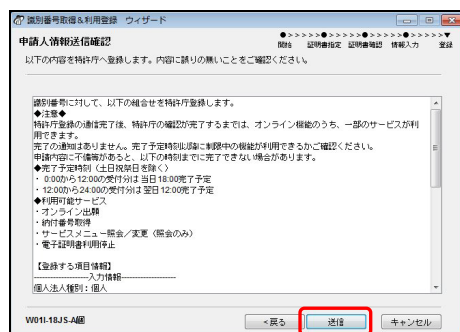 識別番号取得&利用登録 ウィザード
申請人情報送信確認
開始 証明書指定 証明書確認 情報入力 登録
以下の内容を特許庁へ登録します。内容に誤りの無いことをご確認ください。
識別番号に対して、以下の組合せを特許庁登録します。
◆注意◆
特許庁登録の通信完了後、特許庁の確認が完了するまでは、オンライン機能のうち、一部のサービスが利
用できます。
完了の通知はありません。完了予定時刻以降に制限中の機能が利用できるかご確認ください。
申請内容に不備等があると、以下の時刻までに完了できない場合があります。
◆完了予定時刻(土日祝祭日を除く)
・ 0:00から12:00の受付分は 当日18:00完了予定
・ 12:00から24:00の受付分は 翌日12:00完了予定
◆利用可能サービス
・オンライン出願
・納付番号取得
・サービスメニュー照会/変更(照会のみ)
・電子証明書利用停止
【登録する項目情報】
--------------------入力情報--------------------
個人法人種別:個人
W01I-18JS-A01
<戻る 送信 キャンセル